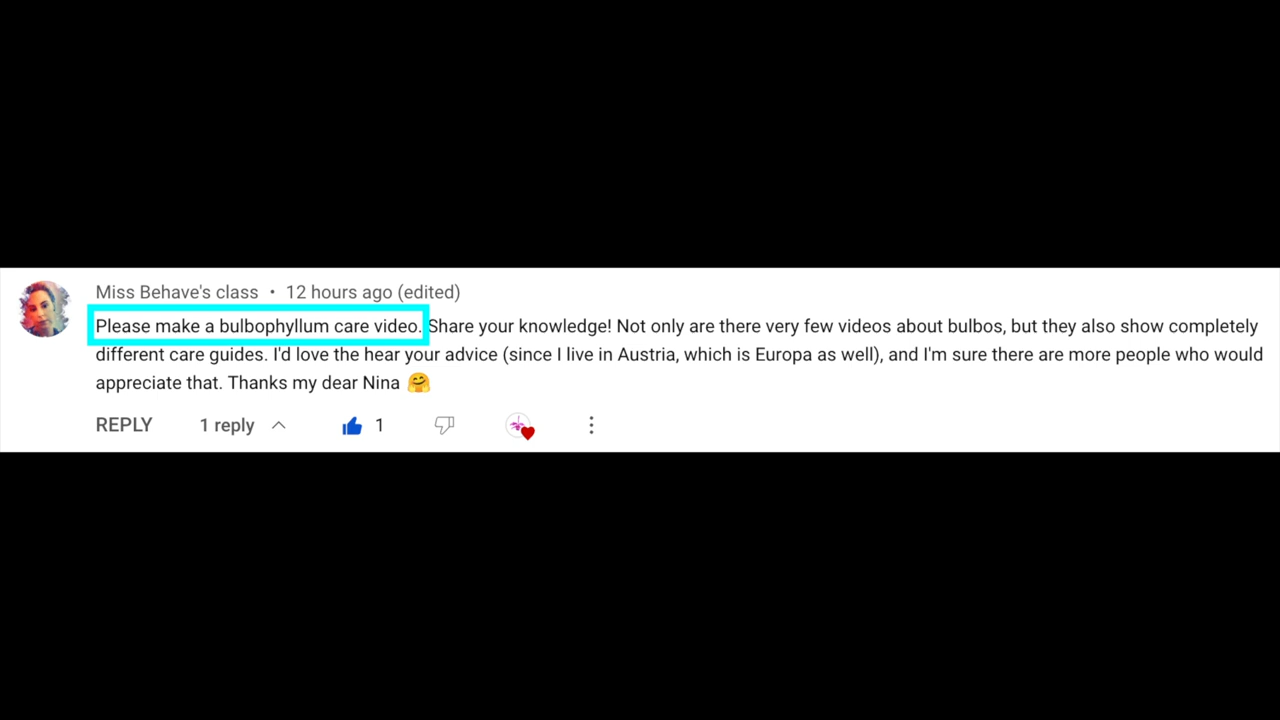 Miss Behave's class • 12 hours ago (edited)
Please make a bulbophyllum care video. Share your knowledge! Not only are there very few videos about bulbos, but they also show completely
different care guides. I'd love the hear your advice (since I live in Austria, which is Europa as well), and I'm sure there are more people who would
appreciate that. Thanks my dear Nina 🤗
REPLY 1 reply 1